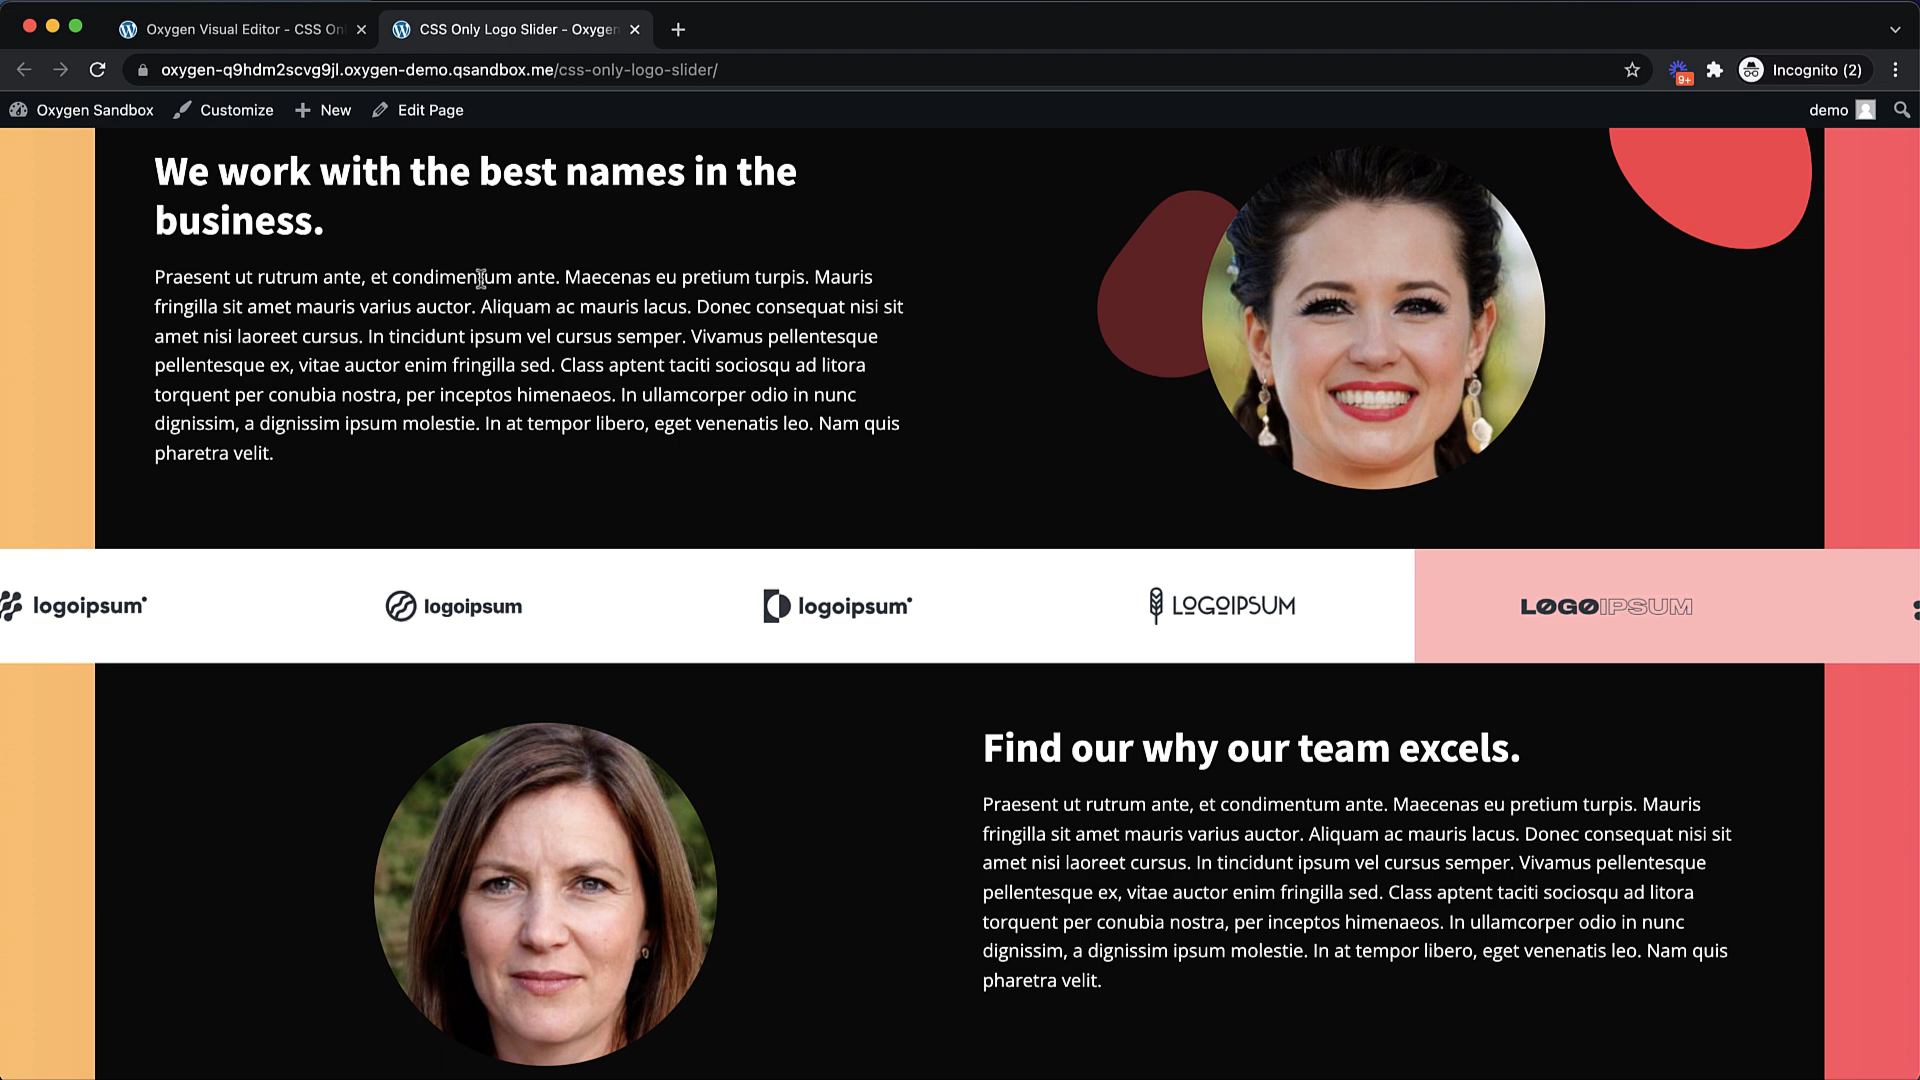 Oxygen Visual Editor - CSS On
CSS Only Logo Slider - Oxygen
oxygen-q9hdm2scvg9jl.oxygen-demo.qsandbox.me/css-only-logo-slider/
9+
Incognito (2)
Oxygen Sandbox
Customize
New
Edit Page
demo
We work with the best names in the
business.
Praesent ut rutrum ante, et condimentum ante. Maecenas eu pretium turpis. Mauris
fringilla sit amet mauris varius auctor. Aliquam ac mauris lacus. Donec consequat nisi sit
amet nisi laoreet cursus. In tincidunt ipsum vel cursus semper. Vivamus pellentesque
pellentesque ex, vitae auctor enim fringilla sed. Class aptent taciti sociosqu ad litora
torquent per conubia nostra, per inceptos himenaeos. In ullamcorper odio in nunc
dignissim, a dignissim ipsum molestie. In at tempor libero, eget venenatis leo. Nam quis
pharetra velit.
logoipsum
logoipsum
logoipsum
LOGOIPSUM
LOGOIPSUM
Find our why our team excels.
Praesent ut rutrum ante, et condimentum ante. Maecenas eu pretium turpis. Mauris
fringilla sit amet mauris varius auctor. Aliquam ac mauris lacus. Donec consequat nisi sit
amet nisi laoreet cursus. In tincidunt ipsum vel cursus semper. Vivamus pellentesque
pellentesque ex, vitae auctor enim fringilla sed. Class aptent taciti sociosqu ad litora
torquent per conubia nostra, per inceptos himenaeos. In ullamcorper odio in nunc
dignissim, a dignissim ipsum molestie. In at tempor libero, eget venenatis leo. Nam quis
pharetra velit.